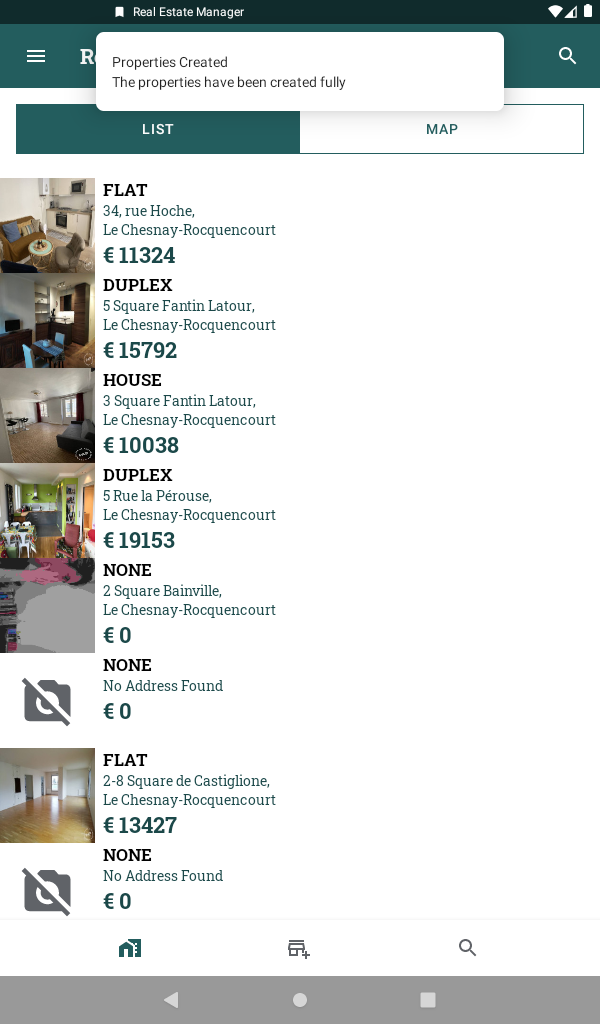 Real Estate Manager
Properties Created
The properties have been created fully
LIST
MAP
FLAT
34, rue Hoche,
Le Chesnay-Rocquencourt
€ 11324
DUPLEX
5 Square Fantin Latour,
Le Chesnay-Rocquencourt
€ 15792
HOUSE
3 Square Fantin Latour,
Le Chesnay-Rocquencourt
€ 10038
DUPLEX
5 Rue la Pérouse,
Le Chesnay-Rocquencourt
€ 19153
NONE
2 Square Bainville,
Le Chesnay-Rocquencourt
€ 0
NONE
No Address Found
€ 0
FLAT
2-8 Square de Castiglione,
Le Chesnay-Rocquencourt
€ 13427
NONE
No Address Found
€ 0